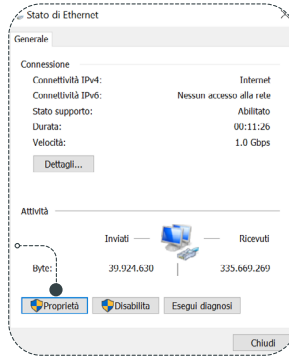 Stato di Ethernet
Generale
Connessione
Connettività IPv4: Internet
Connettività IPv6: Nessun accesso alla rete
Stato supporto: Abilitato
Durata: 00:11:26
Velocità: 1.0 Gbps
Dettagli...
Attività
Inviati Ricevuti
Byte: 39.924.630 335.669.269
Proprietà Disabilita Esegui diagnosi
Chiudi